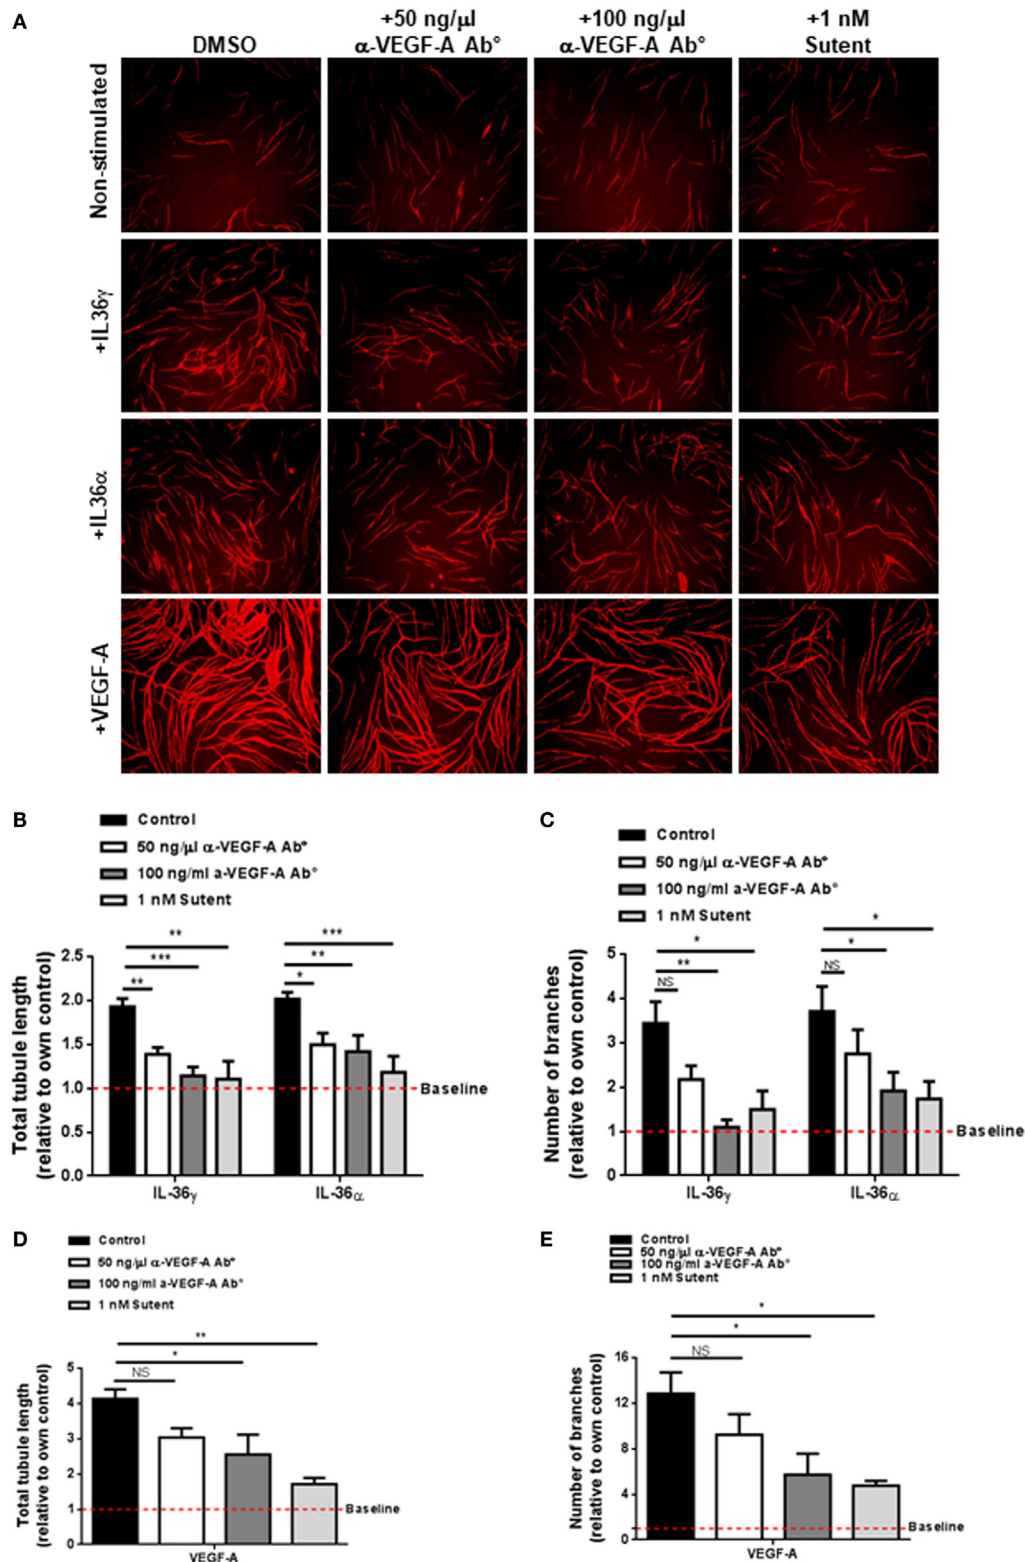 A
DMSO
+50 ng/µl
α-VEGF-A Ab°
+100 ng/µl
α-VEGF-A Ab°
+1 nM
Sutent
Non-stimulated
+IL36γ
+IL36α
+VEGF-A
B
Control
50 ng/µl α-VEGF-A Ab°
100 ng/ml a-VEGF-A Ab°
1 nM Sutent
Total tubule length
(relative to own control)
2.5
2.0
1.5
1.0
0.5
0.0
**
***
**
***
**
*
Baseline
IL-36γ
IL-36α
C
Control
50 ng/µl α-VEGF-A Ab°
100 ng/ml a-VEGF-A Ab°
1 nM Sutent
Number of branches
(relative to own control)
5
4
3
2
1
0
*
**
NS
*
*
NS
Baseline
IL-36γ
IL-36α
D
Control
50 ng/µl α-VEGF-A Ab°
100 ng/ml a-VEGF-A Ab°
1 nM Sutent
Total tubule length
(relative to own control)
5
4
3
2
1
0
**
*
NS
Baseline
VEGF-A
E
Control
50 ng/µl α-VEGF-A Ab°
100 ng/ml a-VEGF-A Ab°
1 nM Sutent
Number of branches
(relative to own control)
16
12
8
4
0
*
*
NS
Baseline
VEGF-A